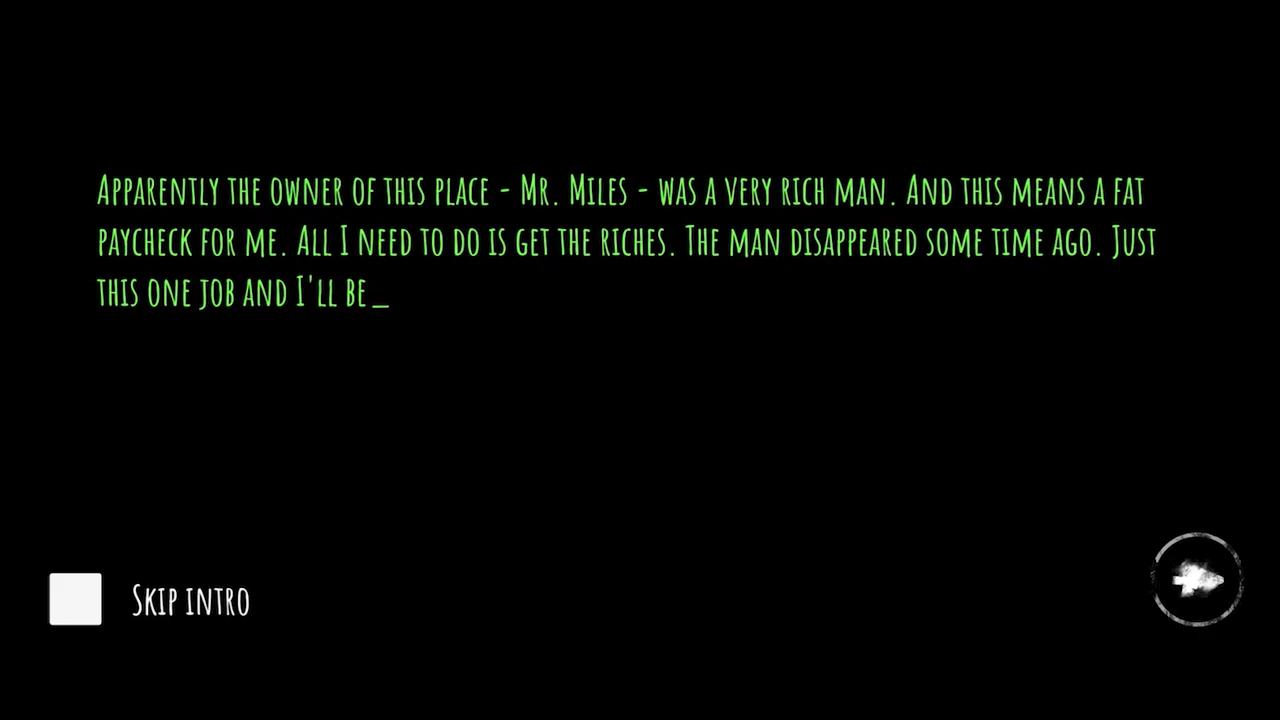 Apparently the owner of this place - Mr. Miles - was a very rich man. And this means a fat
paycheck for me. All I need to do is get the riches. The man disappeared some time ago. Just
this one job and I'll be_
Skip intro